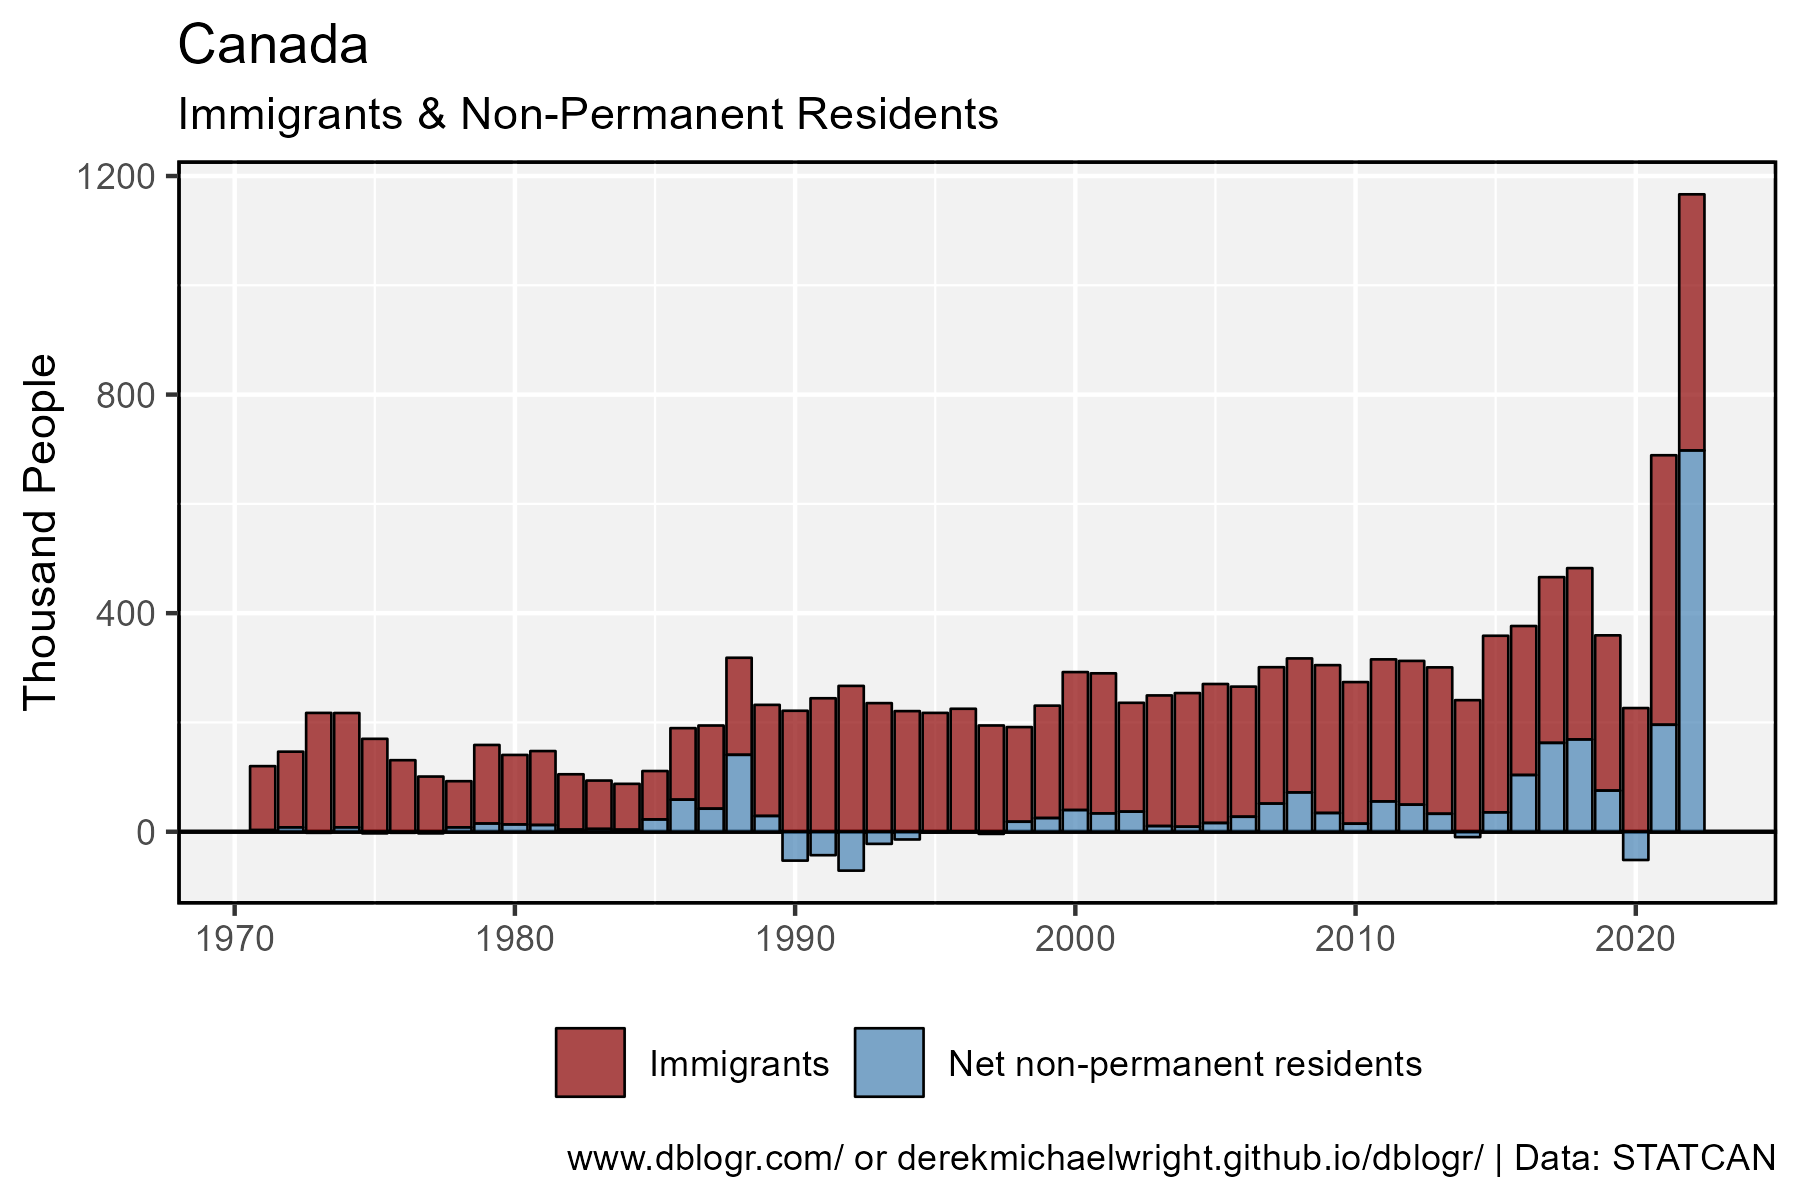 Canada
Immigrants & Non-Permanent Residents
Thousand People
1200
800
400
0
1970 1980 1990 2000 2010 2020
Immigrants Net non-permanent residents
www.dblogr.com/ or derekmichaelwright.github.io/dblogr/ | Data: STATCAN